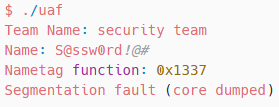 $ ./uaf
Team Name: security team
Name: S@ssw0rd!@#
Nametag function: 0x1337
Segmentation fault (core dumped)